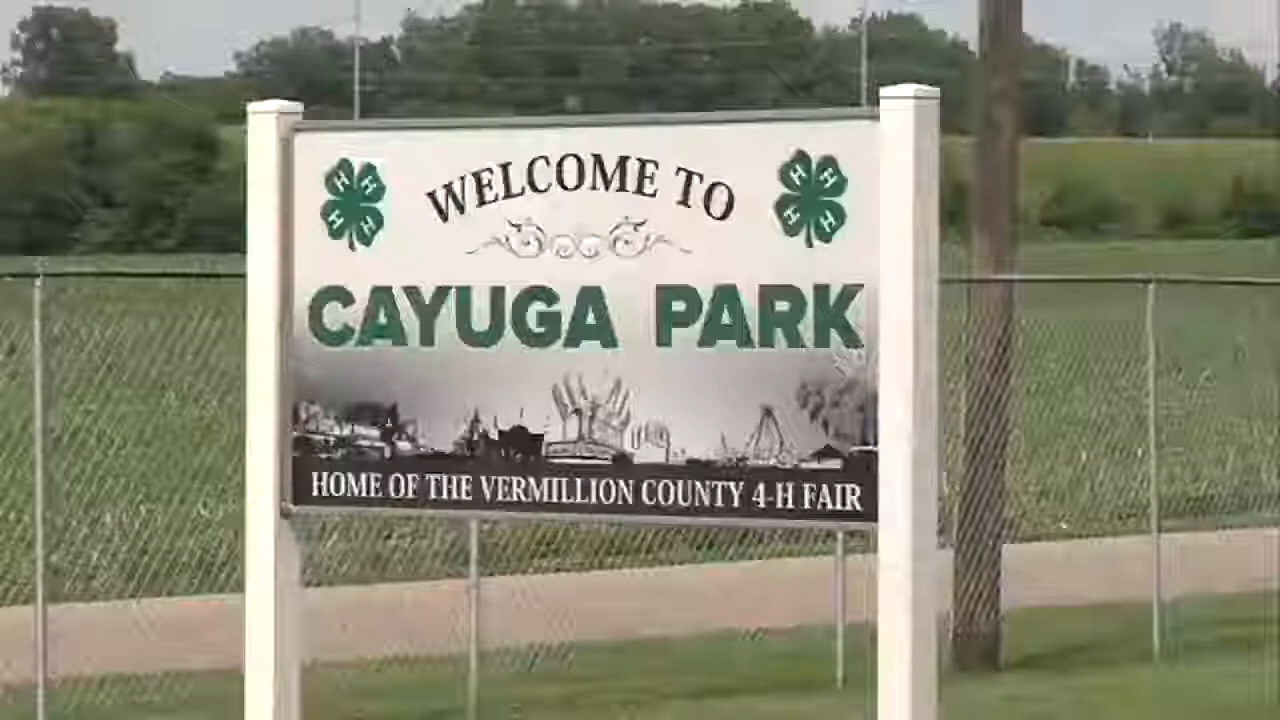 WELCOME TO
H H H H
H H H H
CAYUGA PARK
HOME OF THE VERMILLION COUNTY 4-H FAIR